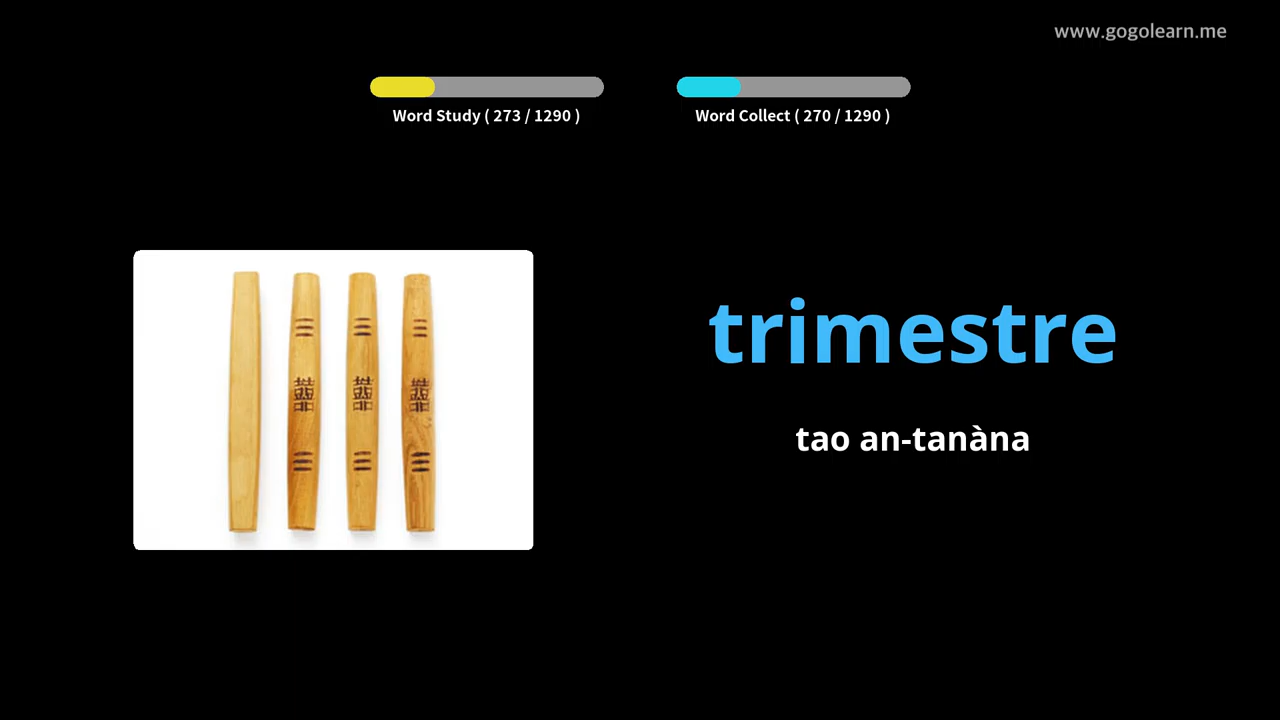 www.gogolearn.me
Word Study ( 273 / 1290 )
Word Collect ( 270 / 1290 )
trimestre
tao an-tanàna